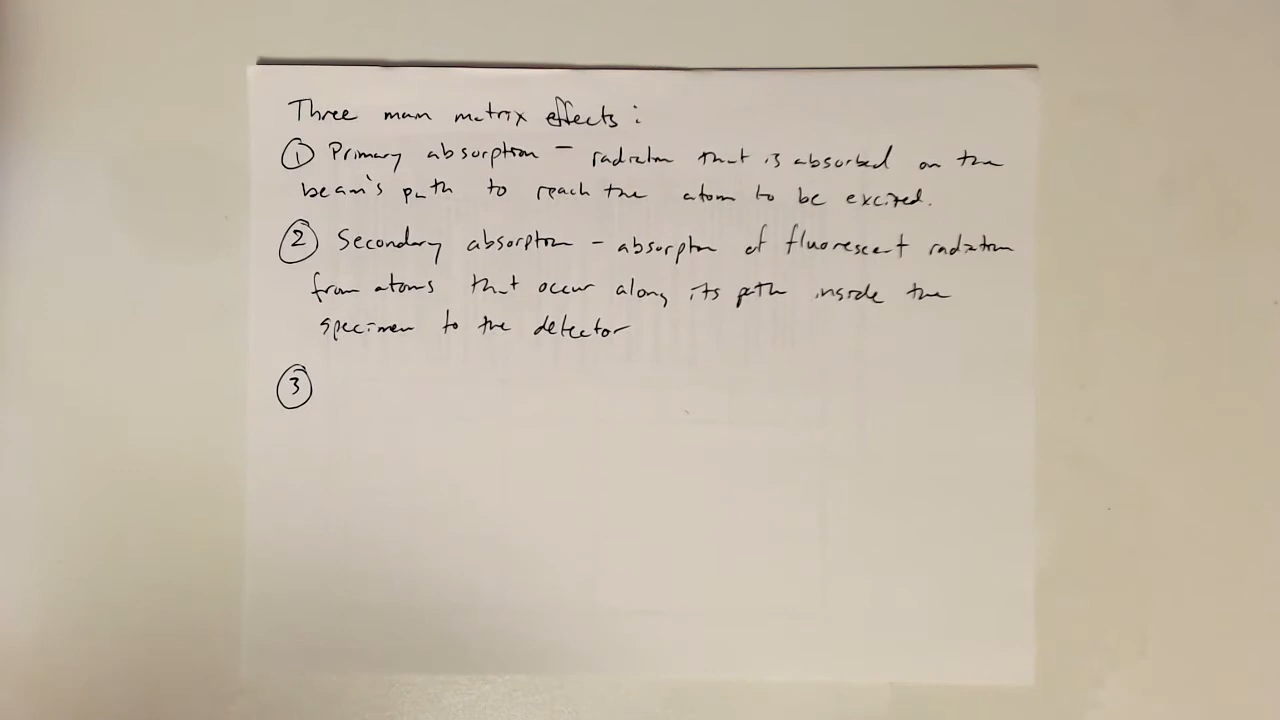 Three main matrix effects :
① Primary absorption – radiation that is absorbed on the
beam's path to reach the atom to be excited.
② Secondary absorption – absorption of fluorescent radiation
from atoms that occur along its path inside the
specimen to the detector
③